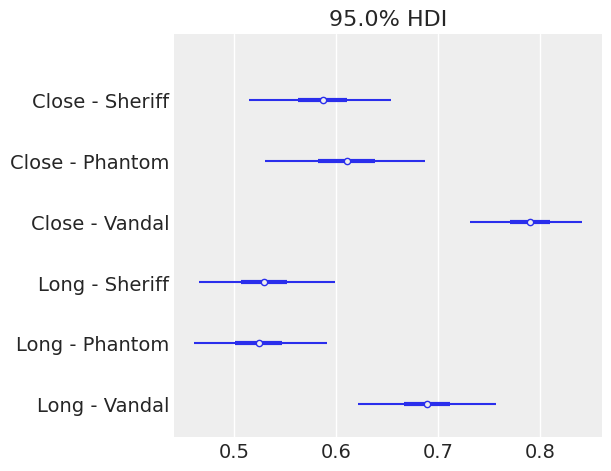 95.0% HDI
Close - Sheriff
Close - Phantom
Close - Vandal
Long - Sheriff
Long - Phantom
Long - Vandal
0.5 0.6 0.7 0.8